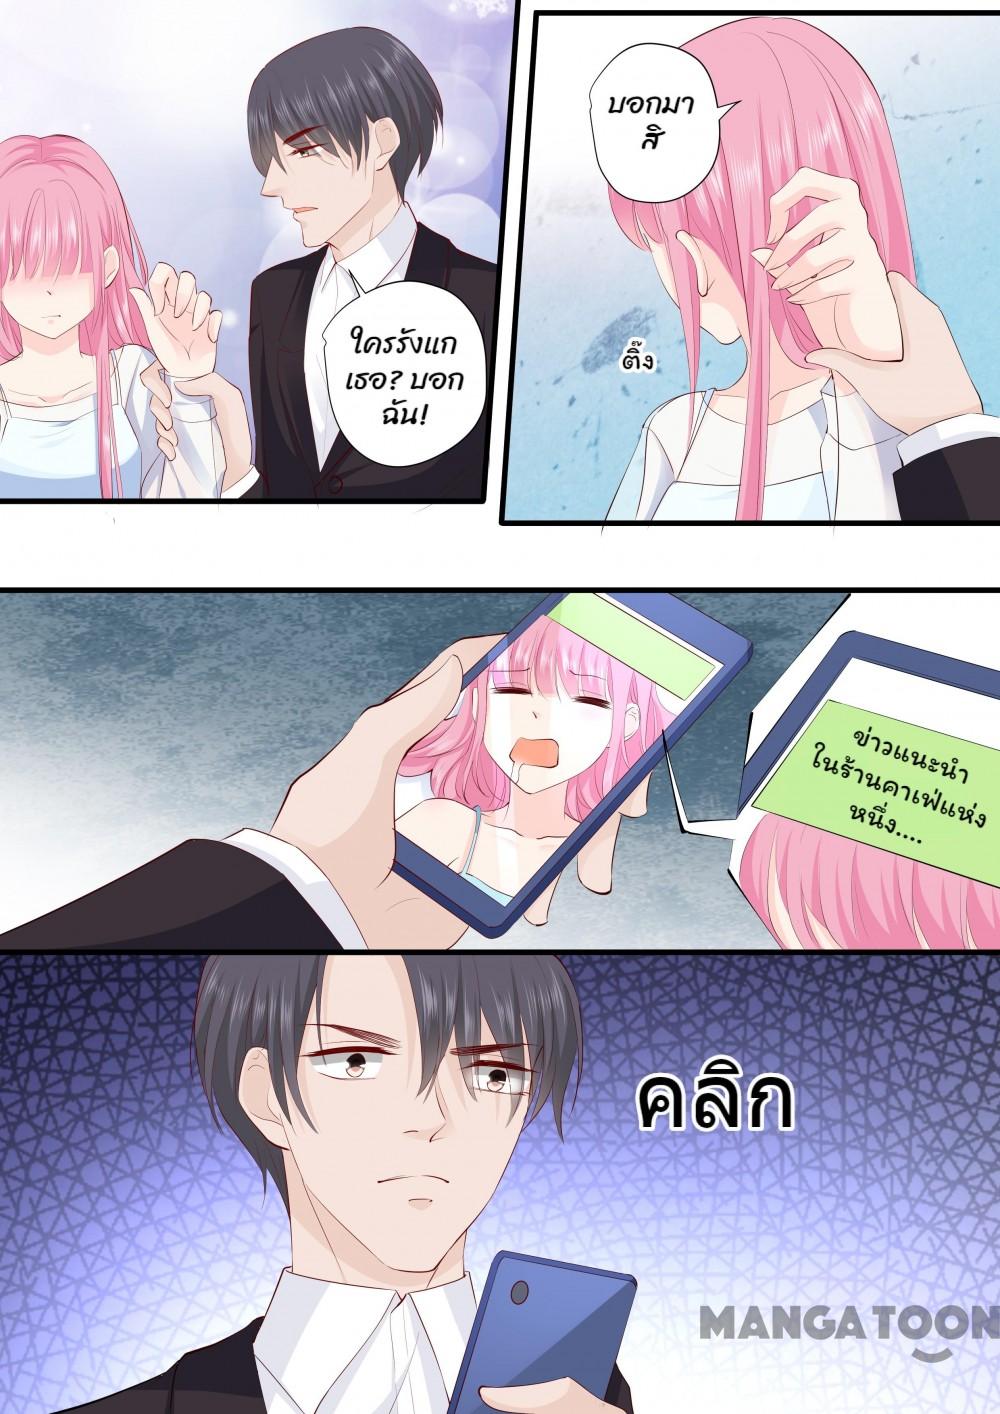 ใครรังแก
เธอ? บอก
ฉัน!
บอกมา
สิ
ติ๊ง
ข่าวแนะนำ
ในร้านคาเฟ่แห่ง
หนึ่ง....
คลิก
MANGATOON